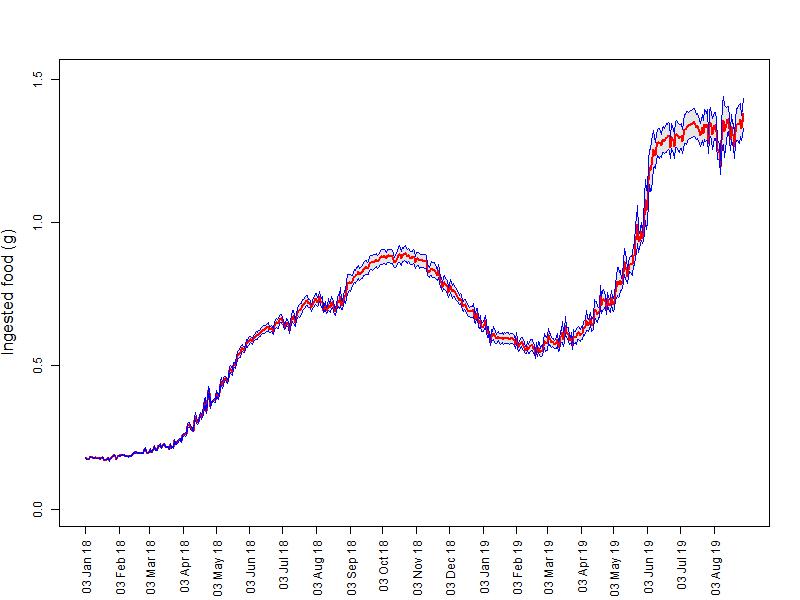 Ingested food (g)
1.5
1.0
0.5
0.0
03 Jan 18
03 Feb 18
03 Mar 18
03 Apr 18
03 May 18
03 Jun 18
03 Jul 18
03 Aug 18
03 Sep 18
03 Oct 18
03 Nov 18
03 Dec 18
03 Jan 19
03 Feb 19
03 Mar 19
03 Apr 19
03 May 19
03 Jun 19
03 Jul 19
03 Aug 19